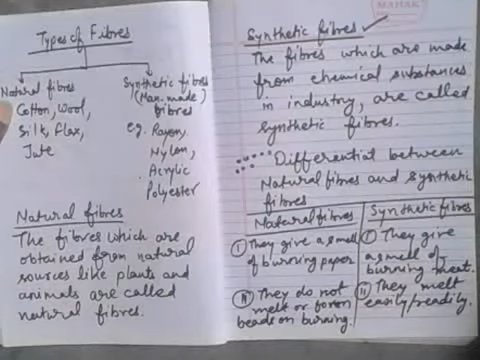 Types of Fibres
Natural fibres
Cotton, Wool,
Silk, Flax,
Jute
Synthetic fibres
(Man. made)
fibres
e.g. Rayon,
Nylon,
Acrylic
Polyester
Natural fibres
The fibres which are
obtained from natural
sources like plants and
animals are called
natural fibres.
MAHAK
Synthetic fibres
The fibres which are made
from chemical substances
in industry, are called
synthetic fibres.
Differential between
Natural fibres and synthetic
fibres
Natural fibres
(I) They give a smell
of burning paper
(II) They do not
melt or form
beads on burning.
Synthetic fibres
(I) They give
a smell of
burning meat.
(II) They melt
easily/readily.